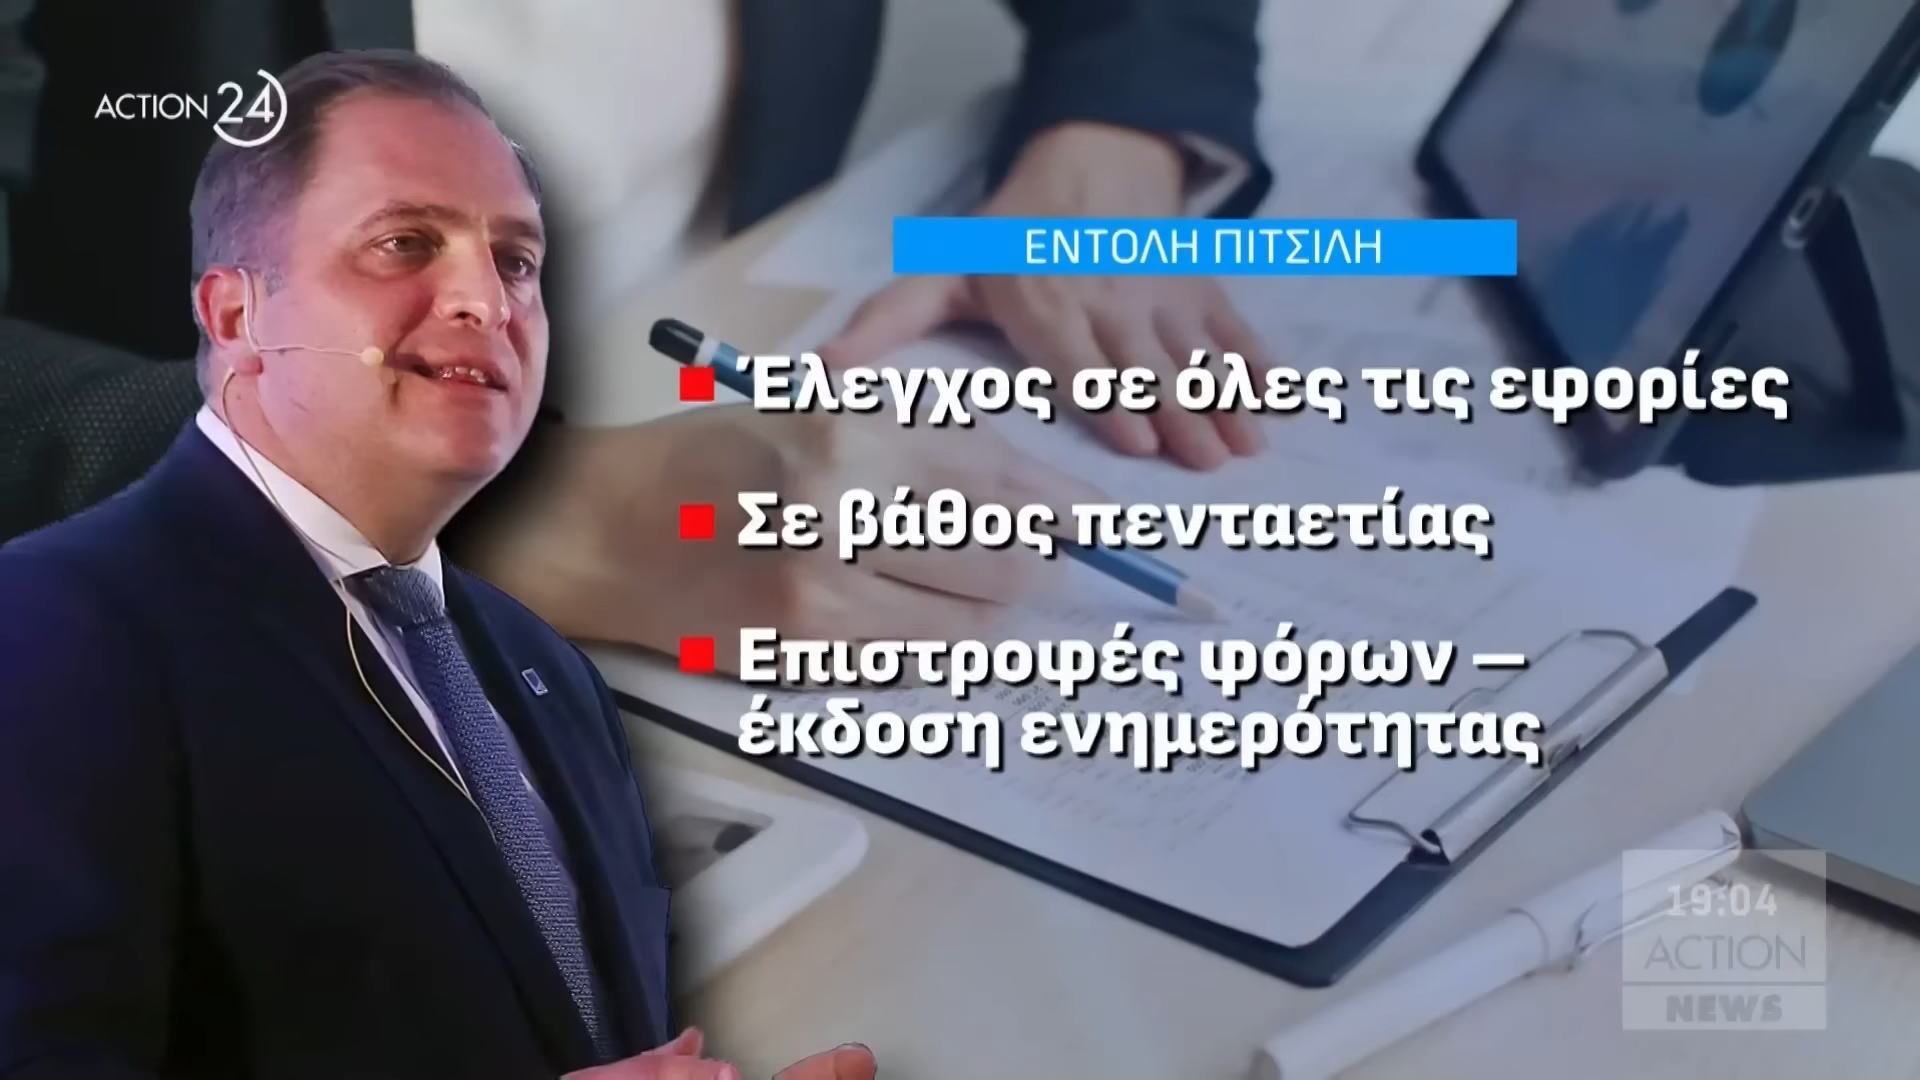 ACTION 24
ΕΝΤΟΛΗ ΠΙΤΣΙΛΗ
Έλεγχος σε όλες τις εφορίες
Σε βάθος πενταετίας
Επιστροφές φόρων –
έκδοση ενημερότητας
19:04
ACTION
NEWS